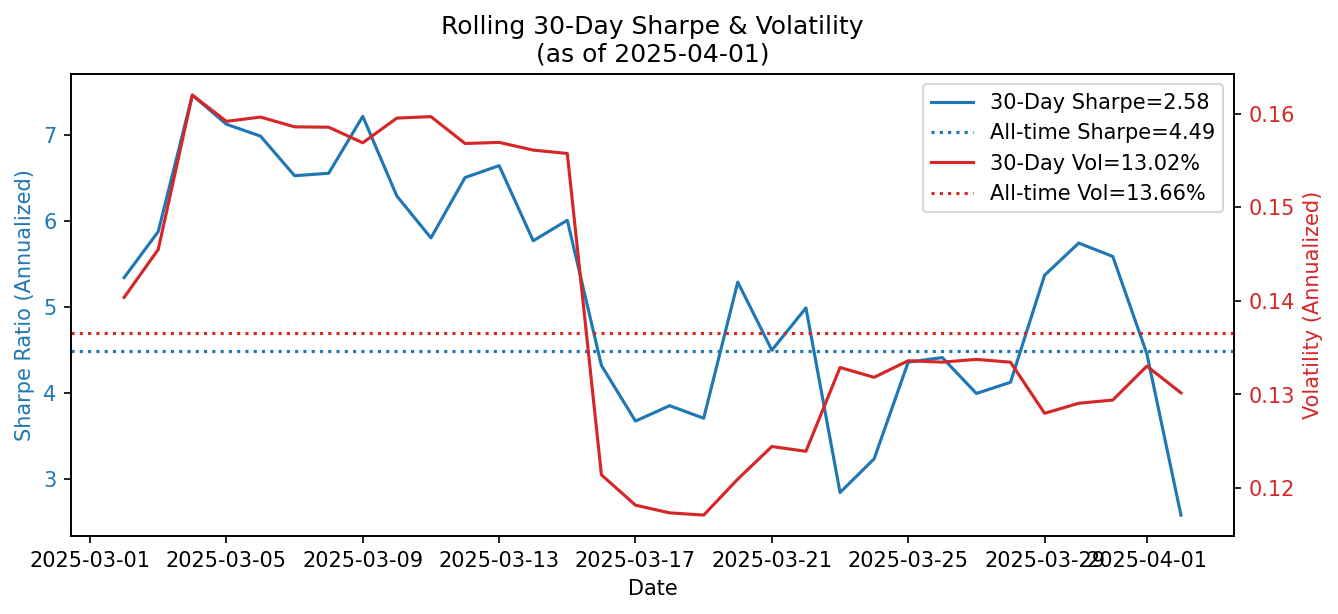 Rolling 30-Day Sharpe & Volatility
(as of 2025-04-01)
30-Day Sharpe=2.58
All-time Sharpe=4.49
30-Day Vol=13.02%
All-time Vol=13.66%
Sharpe Ratio (Annualized)
7
6
5
4
3
0.16
0.15
0.14
0.13
0.12
Volatility (Annualized)
2025-03-01 2025-03-05 2025-03-09 2025-03-13 2025-03-17 2025-03-21 2025-03-25 2025-03-29 2025-04-01
Date